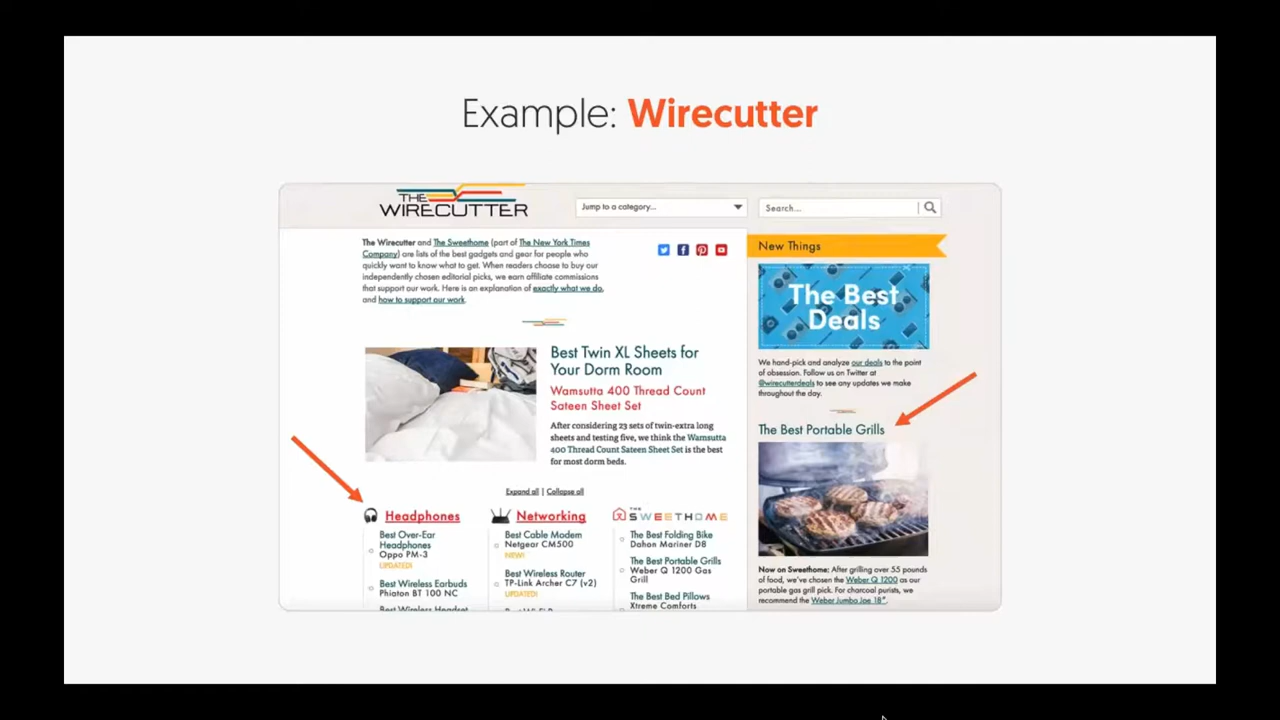 Example: Wirecutter
THE
WIRECUTTER
Jump to a category...
Search...
The Wirecutter and The Sweethome (part of The New York Times
Company) are lists of the best gadgets and gear for people who
quickly want to know what to get. When readers choose to buy our
independently chosen editorial picks, we earn affiliate commissions
that support our work. Here is an explanation of exactly what we do,
and how to support our work.
New Things
The Best
Deals
We hand-pick and analyze our deals to the point
of obsession. Follow us on Twitter at
@wirecutterdeals to see any updates we make
throughout the day.
Best Twin XL Sheets for
Your Dorm Room
Wamsutta 400 Thread Count
Sateen Sheet Set
After considering 23 sets of twin-extra long
sheets and testing five, we think the Wamsutta
400 Thread Count Sateen Sheet Set is the best
for most dorm beds.
The Best Portable Grills
Now on Sweethome: After grilling over 55 pounds
of food, we've chosen the Weber Q 1200 as our
portable gas grill pick. For charcoal purists, we
recommend the Weber Jumbo Joe 18".
Expand all | Collapse all
Headphones
Best Over-Ear
Headphones
Oppo PM-3
UPDATED!
Best Wireless Earbuds
Phiaton BT 100 NC
Best Wireless Headset
Networking
Best Cable Modem
Netgear CM500
NEW!
Best Wireless Router
TP-Link Archer C7 (v2)
UPDATED!
THE
SWEETHOME
The Best Folding Bike
Dahon Mariner D8
The Best Portable Grills
Weber Q 1200 Gas
Grill
The Best Bed Pillows
Xtreme Comforts